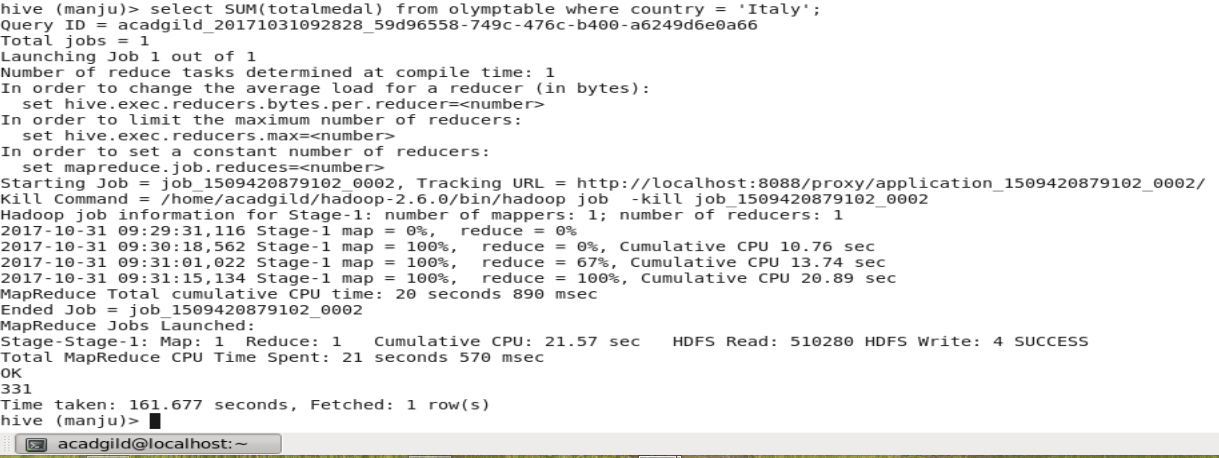 hive (manju)> select SUM(totalmedal) from olymptable where country = 'Italy';
Query ID = acadgild_20171031092828_59d96558-749c-476c-b400-a6249d6e0a66
Total jobs = 1
Launching Job 1 out of 1
Number of reduce tasks determined at compile time: 1
In order to change the average load for a reducer (in bytes):
  set hive.exec.reducers.bytes.per.reducer=<number>
In order to limit the maximum number of reducers:
  set hive.exec.reducers.max=<number>
In order to set a constant number of reducers:
  set mapreduce.job.reduces=<number>
Starting Job = job_1509420879102_0002, Tracking URL = http://localhost:8088/proxy/application_1509420879102_0002/
Kill Command = /home/acadgild/hadoop-2.6.0/bin/hadoop job  -kill job_1509420879102_0002
Hadoop job information for Stage-1: number of mappers: 1; number of reducers: 1
2017-10-31 09:29:31,116 Stage-1 map = 0%,  reduce = 0%
2017-10-31 09:30:18,562 Stage-1 map = 100%,  reduce = 0%, Cumulative CPU 10.76 sec
2017-10-31 09:31:01,022 Stage-1 map = 100%,  reduce = 67%, Cumulative CPU 13.74 sec
2017-10-31 09:31:15,134 Stage-1 map = 100%,  reduce = 100%, Cumulative CPU 20.89 sec
MapReduce Total cumulative CPU time: 20 seconds 890 msec
Ended Job = job_1509420879102_0002
MapReduce Jobs Launched:
Stage-Stage-1: Map: 1  Reduce: 1   Cumulative CPU: 21.57 sec   HDFS Read: 510280 HDFS Write: 4 SUCCESS
Total MapReduce CPU Time Spent: 21 seconds 570 msec
OK
331
Time taken: 161.677 seconds, Fetched: 1 row(s)
hive (manju)>
acadgild@localhost:~